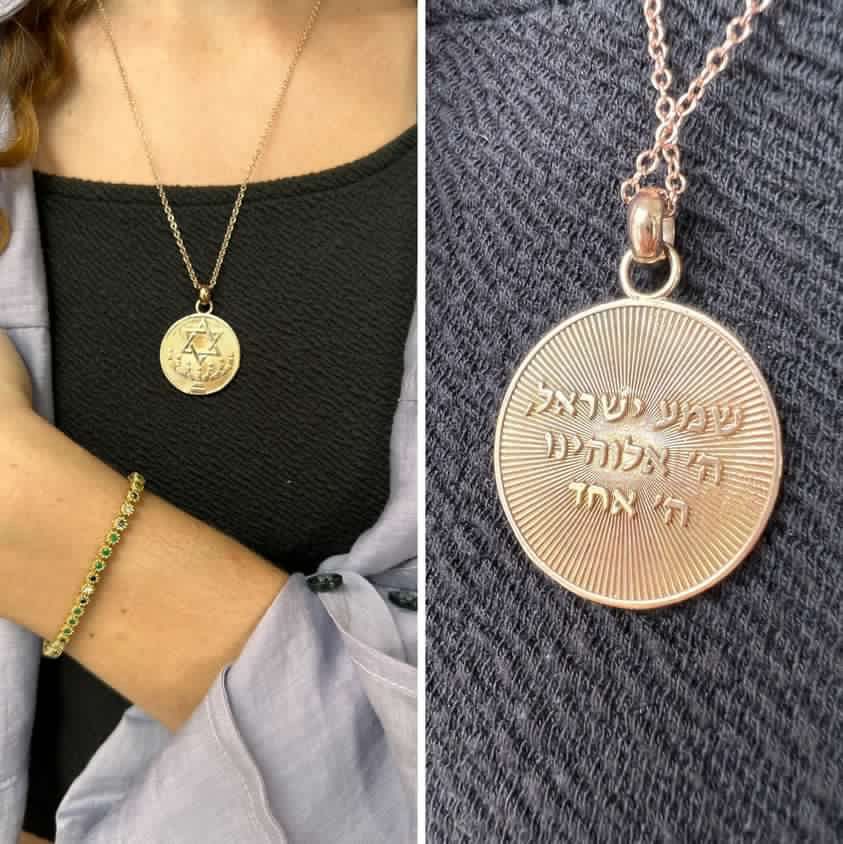 שמע ישראל,
ה' אלוהינו
ה' אחד